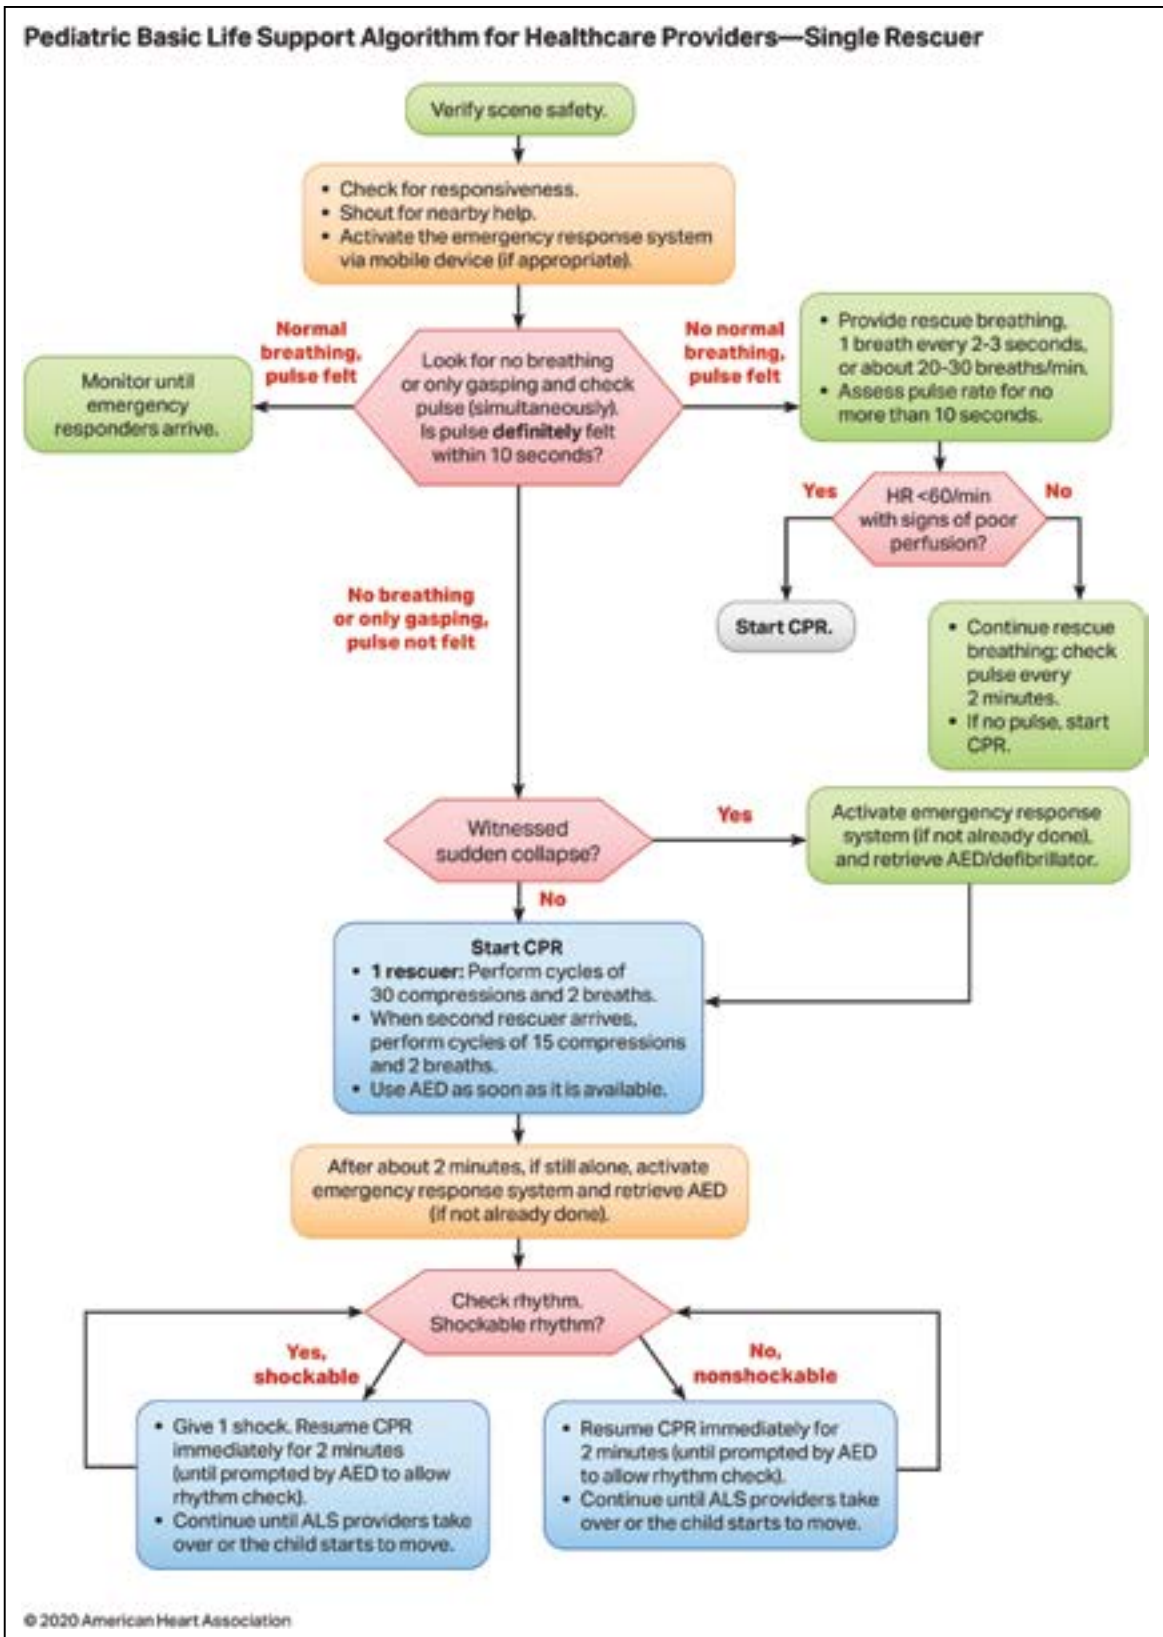 Pediatric Basic Life Support Algorithm for Healthcare Providers—Single Rescuer
Verify scene safety.
• Check for responsiveness.
• Shout for nearby help.
• Activate the emergency response system
via mobile device (if appropriate).
Normal
breathing,
pulse felt
Monitor until
emergency
responders arrive.
Look for no breathing
or only gasping and check
pulse (simultaneously).
Is pulse definitely felt
within 10 seconds?
No normal
breathing,
pulse felt
• Provide rescue breathing,
1 breath every 2-3 seconds,
or about 20-30 breaths/min.
• Assess pulse rate for no
more than 10 seconds.
Yes
HR <60/min
with signs of poor
perfusion?
No
Start CPR.
• Continue rescue
breathing; check
pulse every
2 minutes.
• If no pulse, start
CPR.
No breathing
or only gasping,
pulse not felt
Witnessed
sudden collapse?
Yes
Activate emergency response
system (if not already done),
and retrieve AED/defibrillator.
No
Start CPR
• 1 rescuer: Perform cycles of
30 compressions and 2 breaths.
• When second rescuer arrives,
perform cycles of 15 compressions
and 2 breaths.
• Use AED as soon as it is available.
After about 2 minutes, if still alone, activate
emergency response system and retrieve AED
(if not already done).
Check rhythm.
Shockable rhythm?
Yes,
shockable
No,
nonshockable
• Give 1 shock. Resume CPR
immediately for 2 minutes
(until prompted by AED to allow
rhythm check).
• Continue until ALS providers take
over or the child starts to move.
• Resume CPR immediately for
2 minutes (until prompted by AED
to allow rhythm check).
• Continue until ALS providers take
over or the child starts to move.
© 2020 American Heart Association